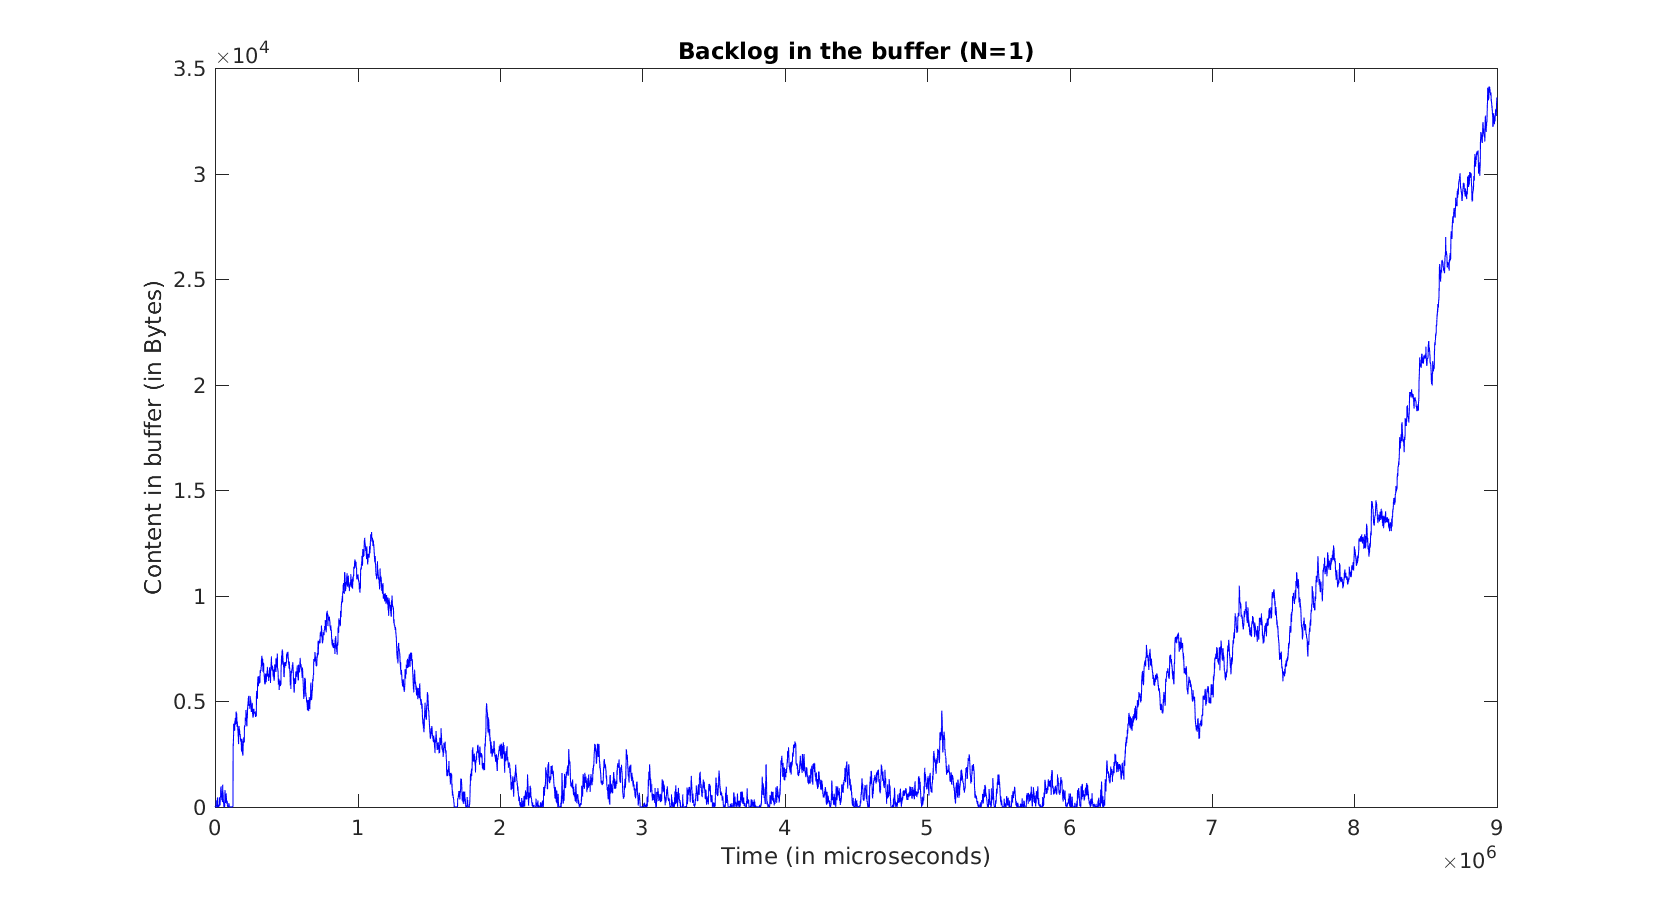 Backlog in the buffer (N=1)
×10^4
3.5
3
2.5
2
1.5
1
0.5
0
Content in buffer (in Bytes)
0 1 2 3 4 5 6 7 8 9
Time (in microseconds)
×10^6